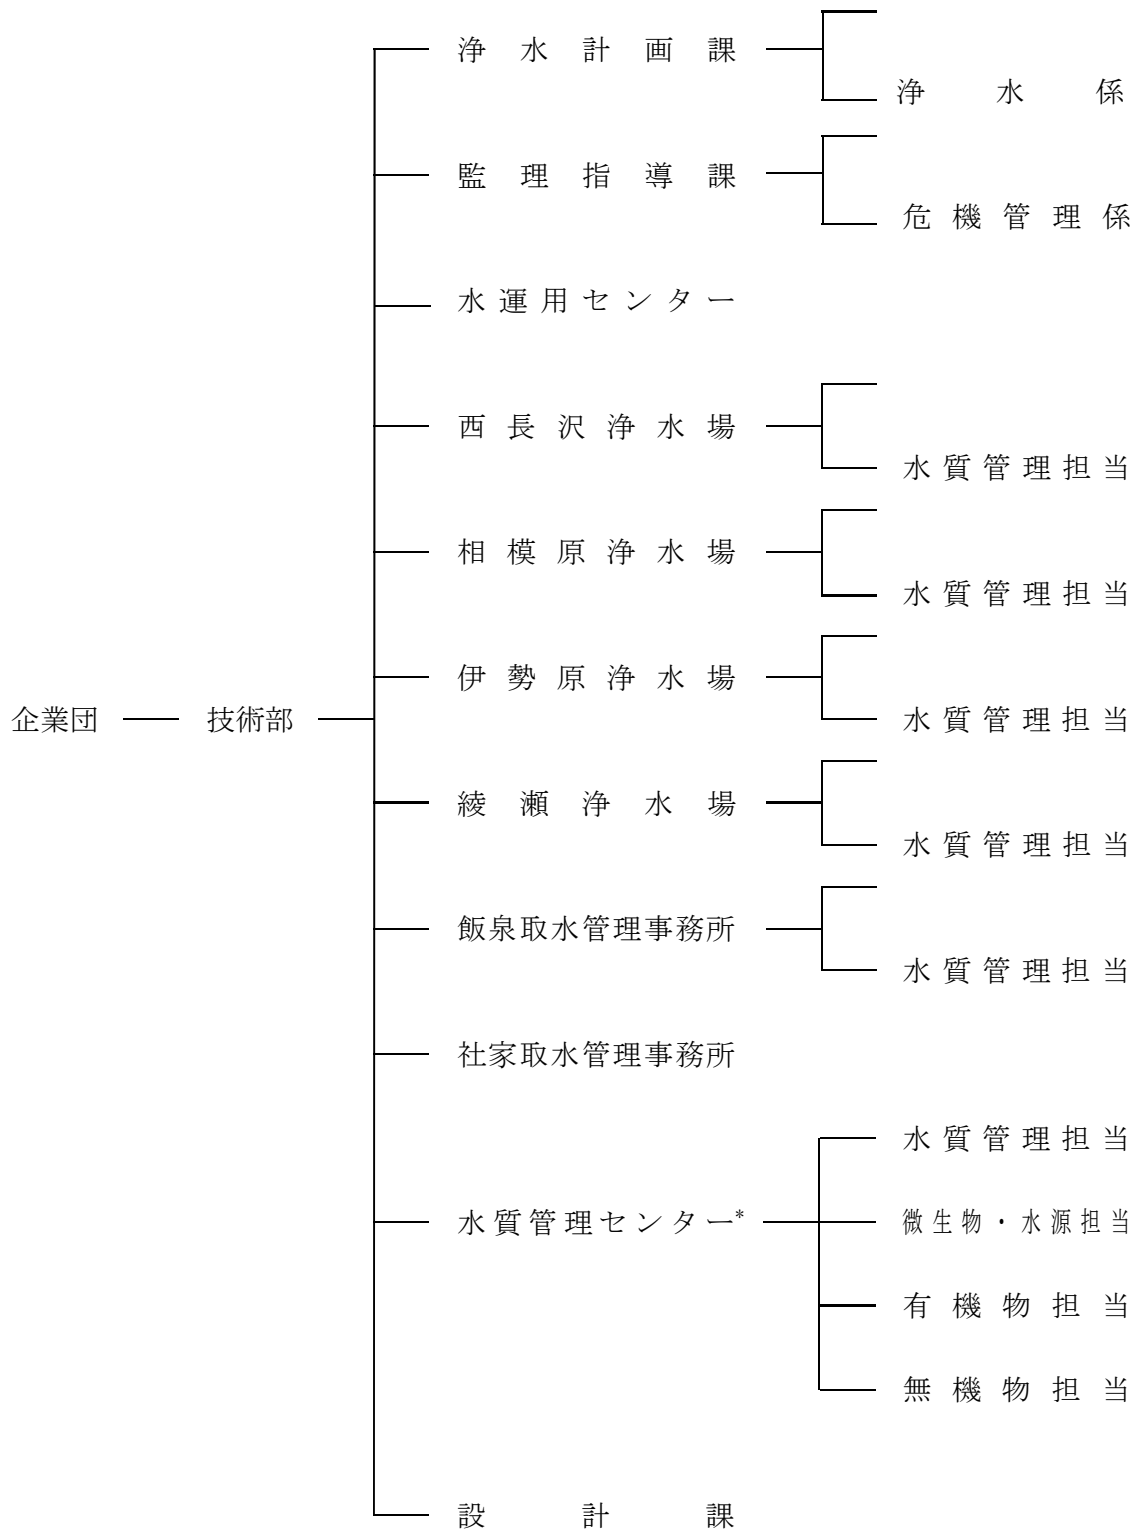 浄水計画課
浄水係
監理指導課
危機管理係
水運用センター
西長沢浄水場
水質管理担当
相模原浄水場
水質管理担当
伊勢原浄水場
企業団 技術部
水質管理担当
綾瀬浄水場
水質管理担当
飯泉取水管理事務所
水質管理担当
社家取水管理事務所
水質管理担当
水質管理センター*
微生物・水源担当
有機物担当
無機物担当
設計課